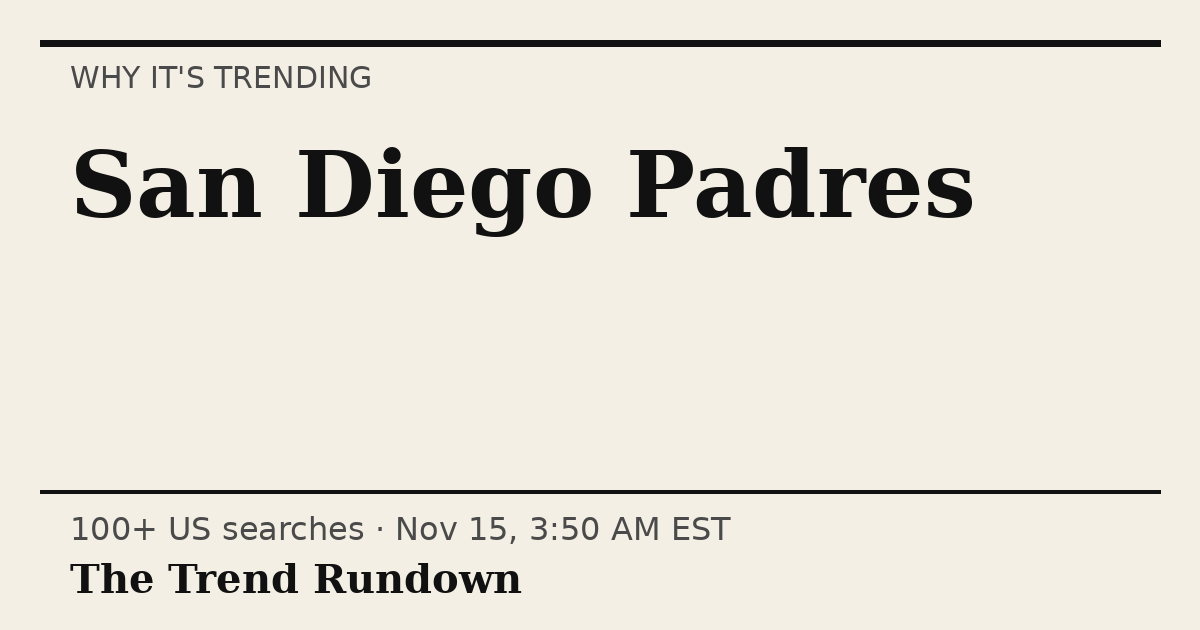 WHY IT'S TRENDING
San Diego Padres
100+ US searches · Nov 15, 3:50 AM EST
The Trend Rundown